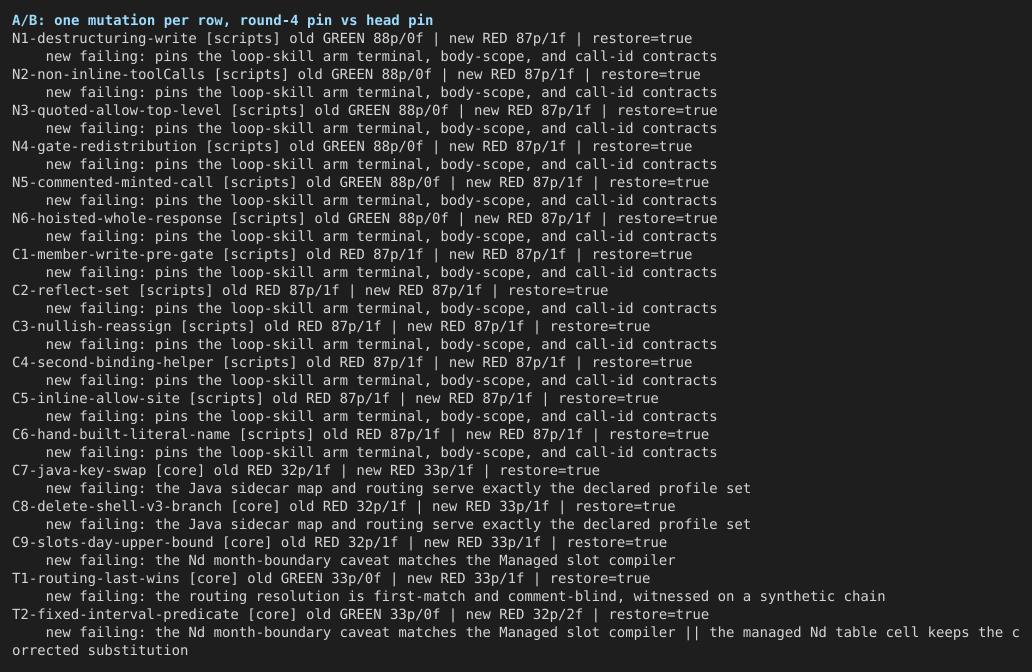 A/B: one mutation per row, round-4 pin vs head pin
N1-destructuring-write [scripts] old GREEN 88p/0f | new RED 87p/1f | restore=true
    new failing: pins the loop-skill arm terminal, body-scope, and call-id contracts
N2-non-inline-toolCalls [scripts] old GREEN 88p/0f | new RED 87p/1f | restore=true
    new failing: pins the loop-skill arm terminal, body-scope, and call-id contracts
N3-quoted-allow-top-level [scripts] old GREEN 88p/0f | new RED 87p/1f | restore=true
    new failing: pins the loop-skill arm terminal, body-scope, and call-id contracts
N4-gate-redistribution [scripts] old GREEN 88p/0f | new RED 87p/1f | restore=true
    new failing: pins the loop-skill arm terminal, body-scope, and call-id contracts
N5-commented-minted-call [scripts] old GREEN 88p/0f | new RED 87p/1f | restore=true
    new failing: pins the loop-skill arm terminal, body-scope, and call-id contracts
N6-hoisted-whole-response [scripts] old GREEN 88p/0f | new RED 87p/1f | restore=true
    new failing: pins the loop-skill arm terminal, body-scope, and call-id contracts
C1-member-write-pre-gate [scripts] old RED 87p/1f | new RED 87p/1f | restore=true
    new failing: pins the loop-skill arm terminal, body-scope, and call-id contracts
C2-reflect-set [scripts] old RED 87p/1f | new RED 87p/1f | restore=true
    new failing: pins the loop-skill arm terminal, body-scope, and call-id contracts
C3-nullish-reassign [scripts] old RED 87p/1f | new RED 87p/1f | restore=true
    new failing: pins the loop-skill arm terminal, body-scope, and call-id contracts
C4-second-binding-helper [scripts] old RED 87p/1f | new RED 87p/1f | restore=true
    new failing: pins the loop-skill arm terminal, body-scope, and call-id contracts
C5-inline-allow-site [scripts] old RED 87p/1f | new RED 87p/1f | restore=true
    new failing: pins the loop-skill arm terminal, body-scope, and call-id contracts
C6-hand-built-literal-name [scripts] old RED 87p/1f | new RED 87p/1f | restore=true
    new failing: pins the loop-skill arm terminal, body-scope, and call-id contracts
C7-java-key-swap [core] old RED 32p/1f | new RED 33p/1f | restore=true
    new failing: the Java sidecar map and routing serve exactly the declared profile set
C8-delete-shell-v3-branch [core] old RED 32p/1f | new RED 33p/1f | restore=true
    new failing: the Java sidecar map and routing serve exactly the declared profile set
C9-slots-day-upper-bound [core] old RED 32p/1f | new RED 33p/1f | restore=true
    new failing: the Nd month-boundary caveat matches the Managed slot compiler
T1-routing-last-wins [core] old GREEN 33p/0f | new RED 33p/1f | restore=true
    new failing: the routing resolution is first-match and comment-blind, witnessed on a synthetic chain
T2-fixed-interval-predicate [core] old GREEN 33p/0f | new RED 32p/2f | restore=true
    new failing: the Nd month-boundary caveat matches the Managed slot compiler || the managed Nd table cell keeps the c
orrected substitution